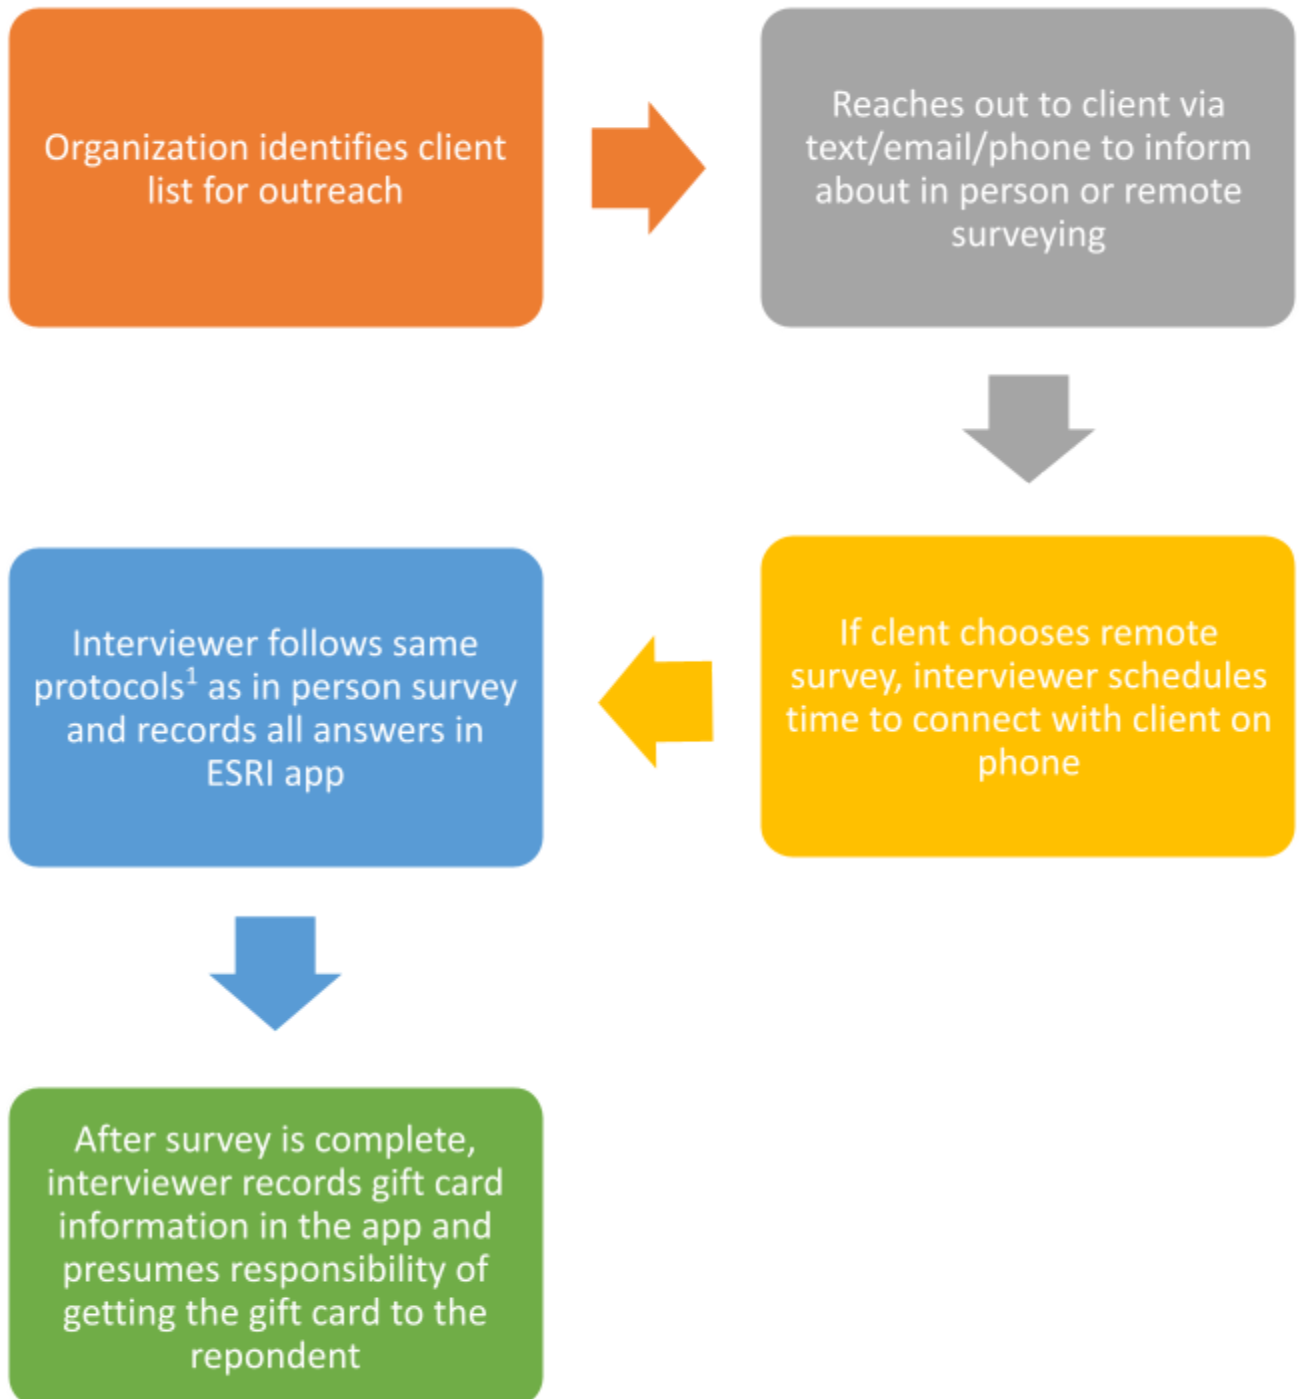 Organization identifies client
list for outreach
Reaches out to client via
text/email/phone to inform
about in person or remote
surveying
If clent chooses remote
survey, interviewer schedules
time to connect with client on
phone
Interviewer follows same
protocols¹ as in person survey
and records all answers in
ESRI app
After survey is complete,
interviewer records gift card
information in the app and
presumes responsibility of
getting the gift card to the
repondent